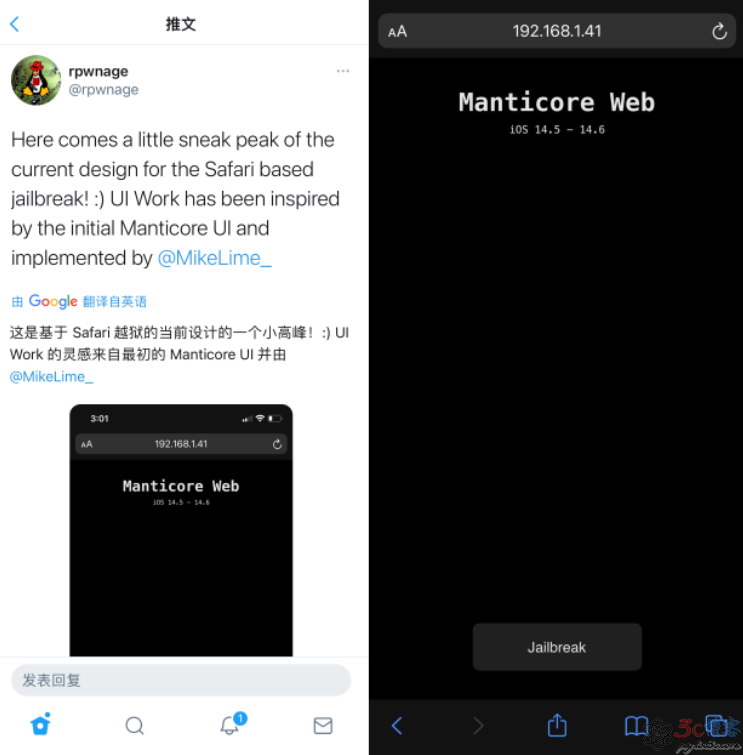 推文
rpwnage
@rpwnage
Here comes a little sneak peak of the
current design for the Safari based
jailbreak! :) UI Work has been inspired
by the initial Manticore UI and
implemented by @MikeLime_
由 Google 翻译自英语
这是基于 Safari 越狱的当前设计的一个小高峰！:) UI
Work 的灵感来自最初的 Manticore UI 并由
@MikeLime_
3:01
AA
192.168.1.41
Manticore Web
iOS 14.5 – 14.6
发表回复
1
AA
192.168.1.41
Manticore Web
iOS 14.5 – 14.6
Jailbreak